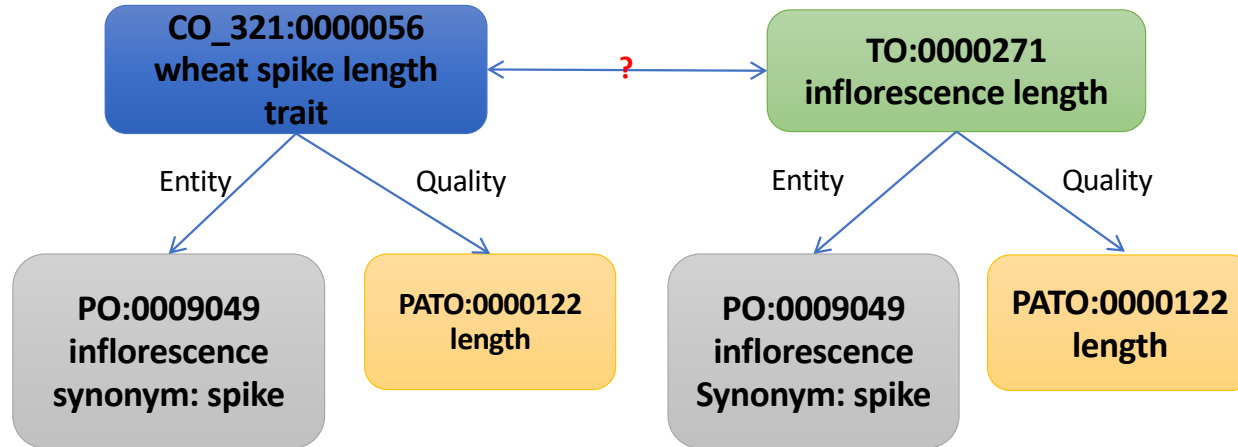 CO_321:0000056
wheat spike length
trait
?
TO:0000271
inflorescence length
Entity
Quality
Entity
Quality
PO:0009049
inflorescence
synonym: spike
PATO:0000122
length
PO:0009049
inflorescence
Synonym: spike
PATO:0000122
length